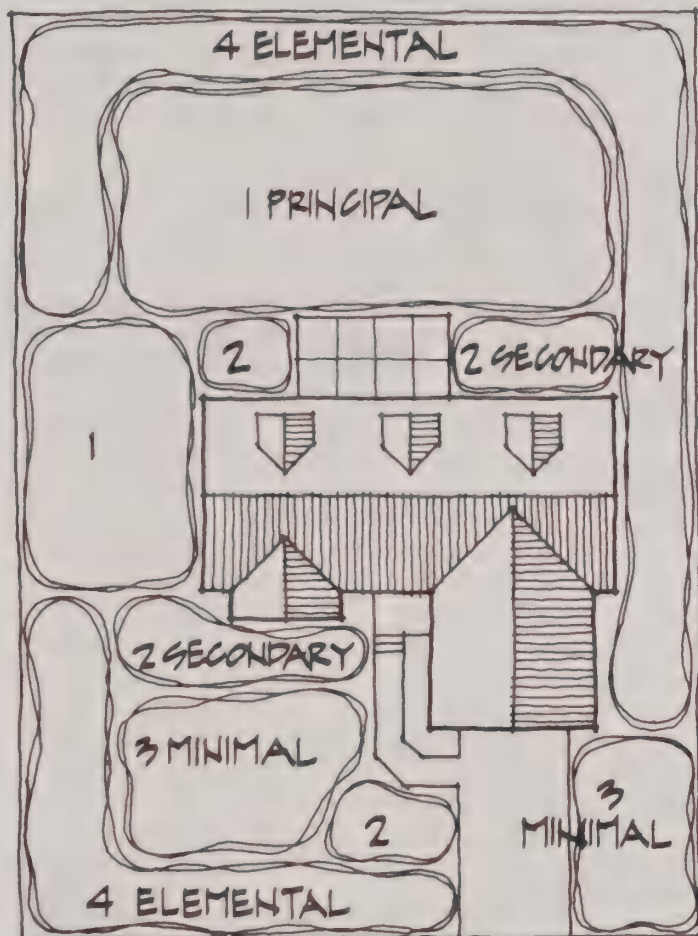 4 ELEMENTAL
1 PRINCIPAL
2
2 SECONDARY
1
2 SECONDARY
3 MINIMAL
3
MINIMAL
2
4 ELEMENTAL